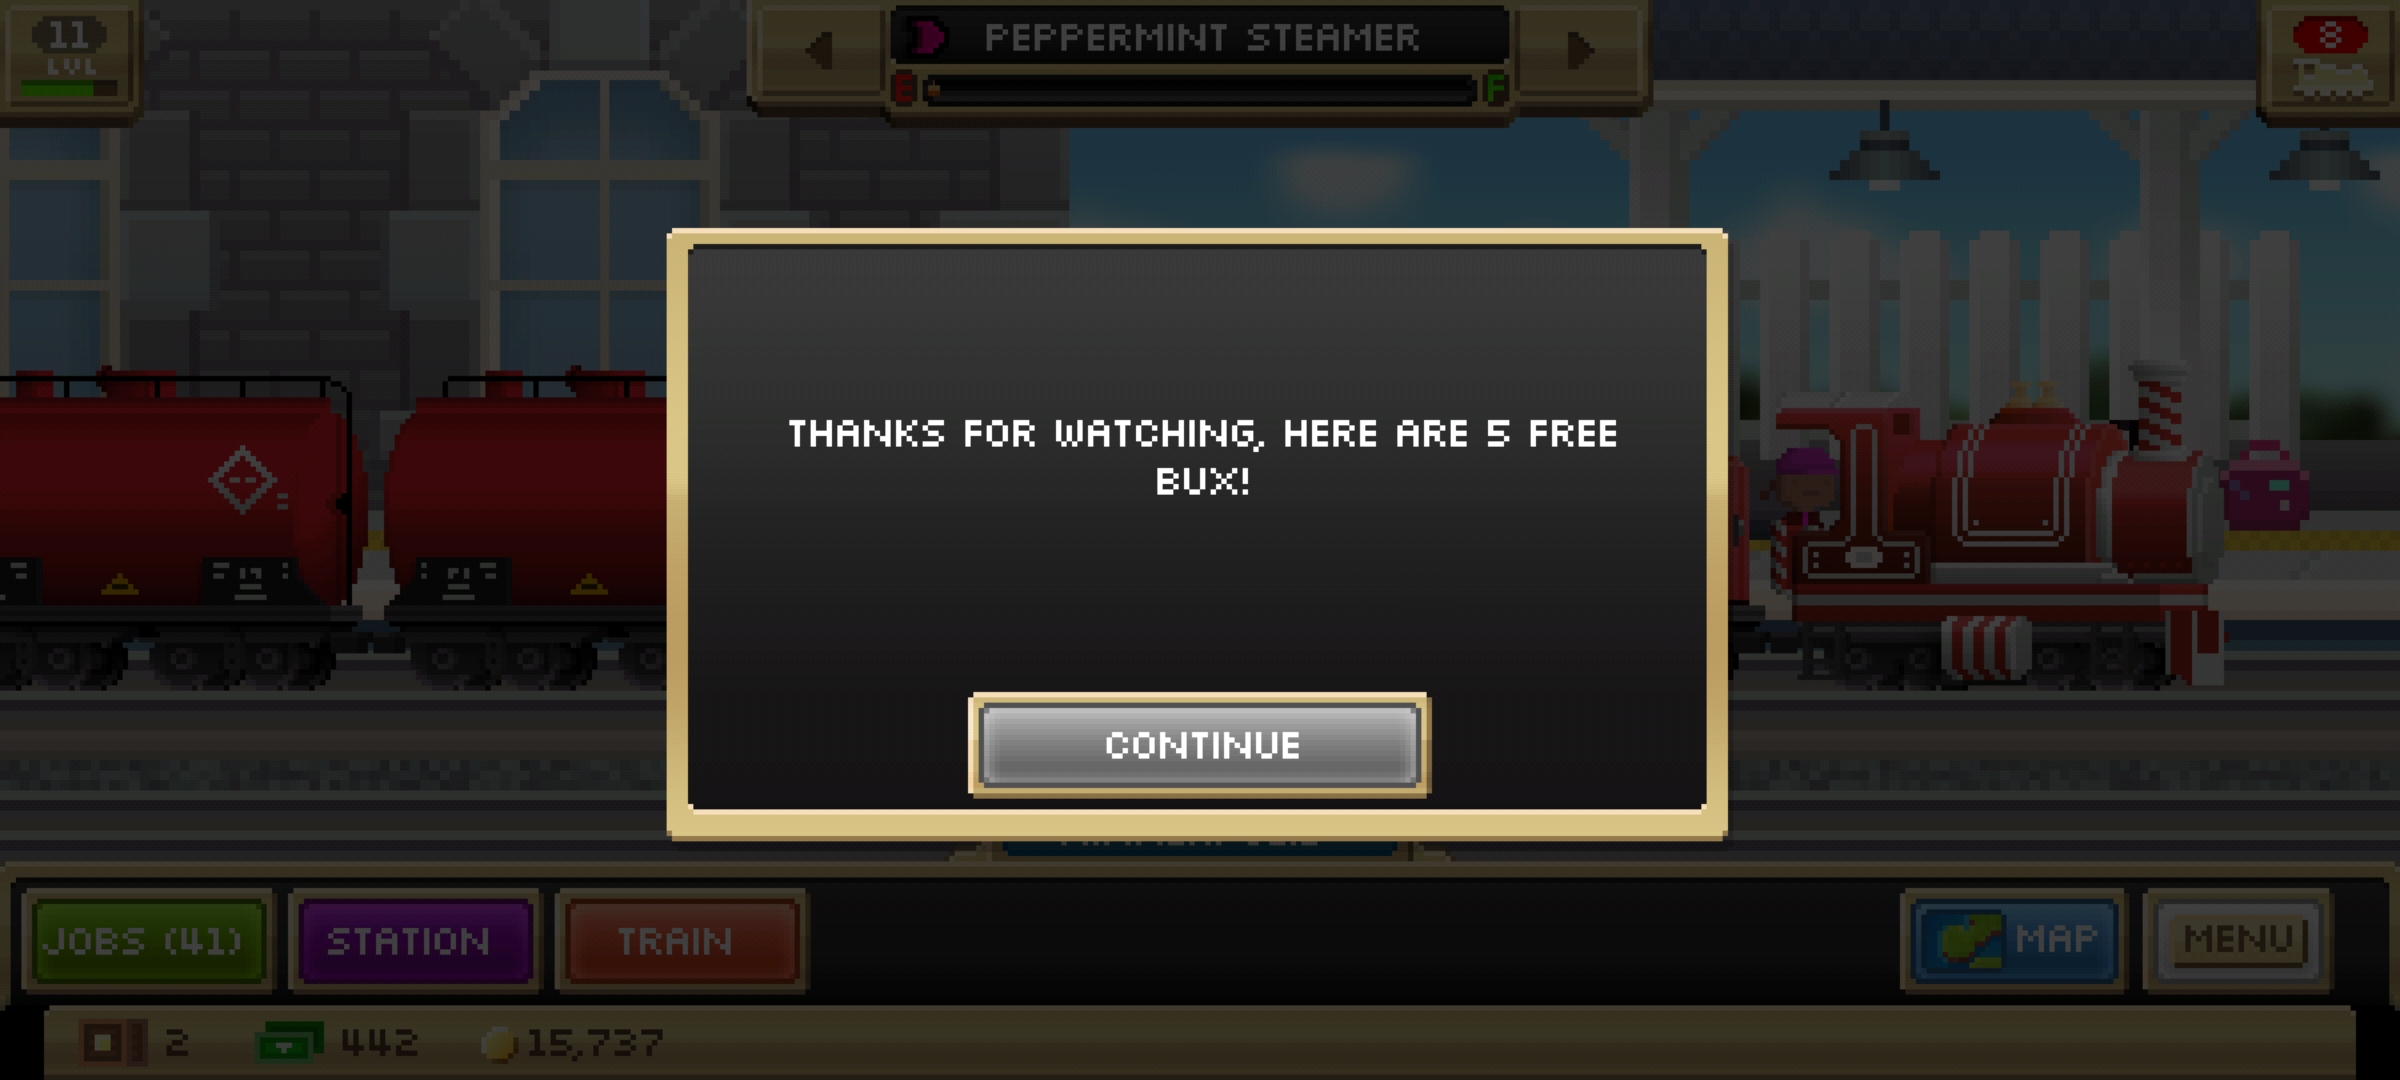 11
LVL
PEPPERMINT STEAMER
E F
8
THANKS FOR WATCHING, HERE ARE 5 FREE
BUX!
CONTINUE
JOBS (41)
STATION
TRAIN
MAP
MENU
2
442
15,737